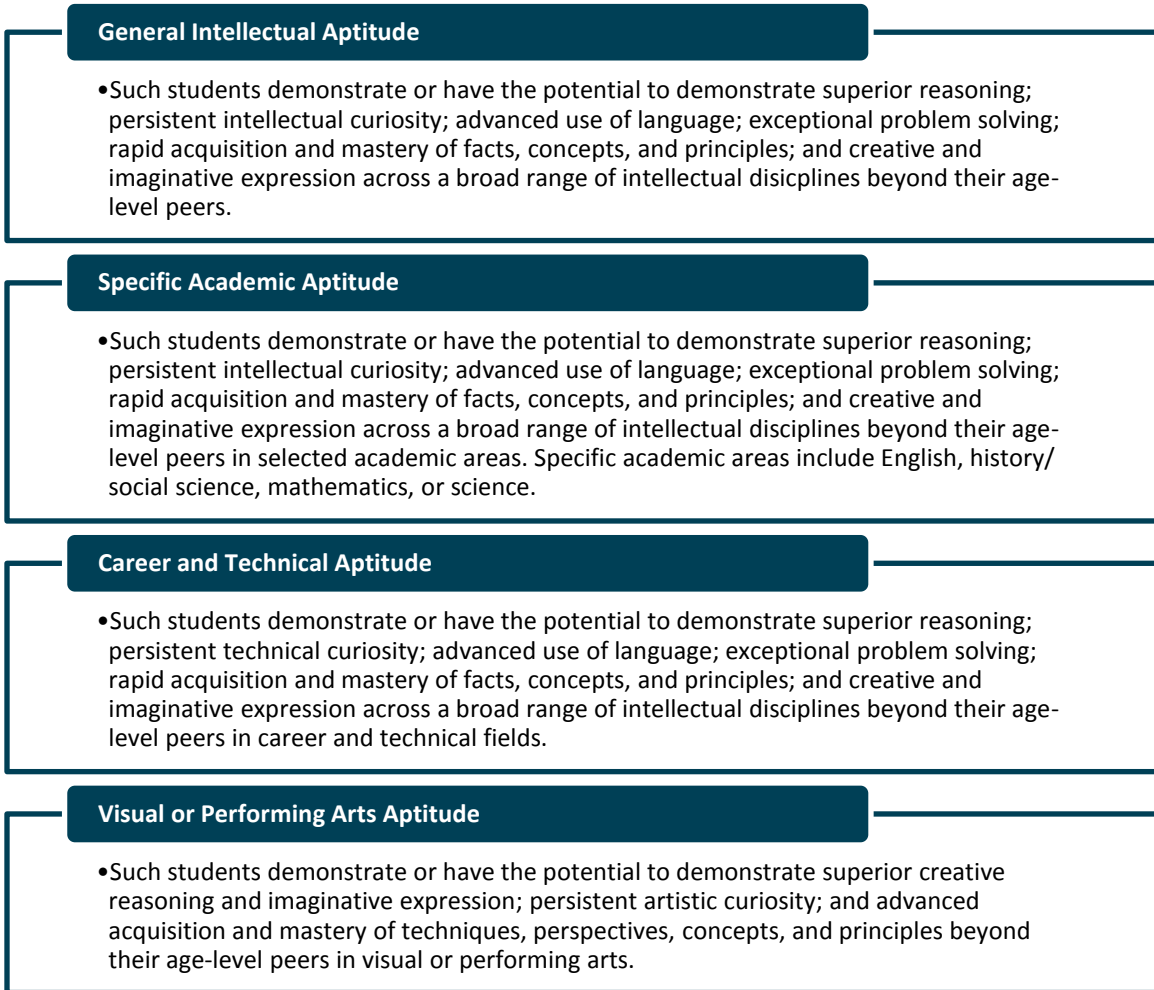 General Intellectual Aptitude
•Such students demonstrate or have the potential to demonstrate superior reasoning;
persistent intellectual curiosity; advanced use of language; exceptional problem solving;
rapid acquisition and mastery of facts, concepts, and principles; and creative and
imaginative expression across a broad range of intellectual disicplines beyond their age-
level peers.
Specific Academic Aptitude
•Such students demonstrate or have the potential to demonstrate superior reasoning;
persistent intellectual curiosity; advanced use of language; exceptional problem solving;
rapid acquisition and mastery of facts, concepts, and principles; and creative and
imaginative expression across a broad range of intellectual disciplines beyond their age-
level peers in selected academic areas. Specific academic areas include English, history/
social science, mathematics, or science.
Career and Technical Aptitude
•Such students demonstrate or have the potential to demonstrate superior reasoning;
persistent technical curiosity; advanced use of language; exceptional problem solving;
rapid acquisition and mastery of facts, concepts, and principles; and creative and
imaginative expression across a broad range of intellectual disciplines beyond their age-
level peers in career and technical fields.
Visual or Performing Arts Aptitude
•Such students demonstrate or have the potential to demonstrate superior creative
reasoning and imaginative expression; persistent artistic curiosity; and advanced
acquisition and mastery of techniques, perspectives, concepts, and principles beyond
their age-level peers in visual or performing arts.